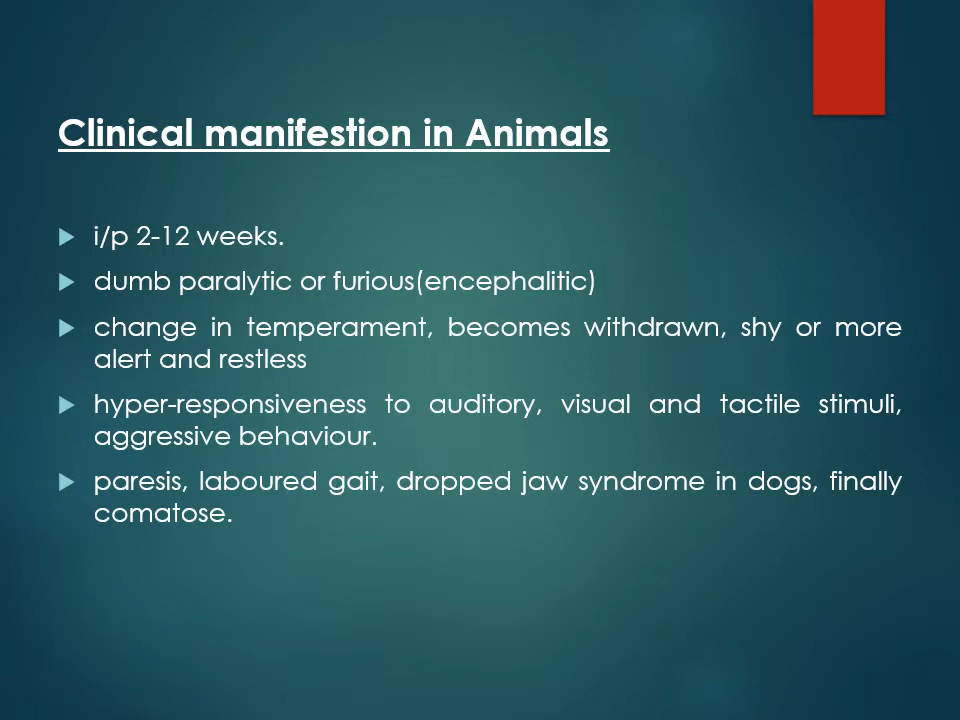 Clinical manifestion in Animals
i/p 2-12 weeks.
dumb paralytic or furious(encephalitic)
change in temperament, becomes withdrawn, shy or more
alert and restless
hyper-responsiveness to auditory, visual and tactile stimuli,
aggressive behaviour.
paresis, laboured gait, dropped jaw syndrome in dogs, finally
comatose.